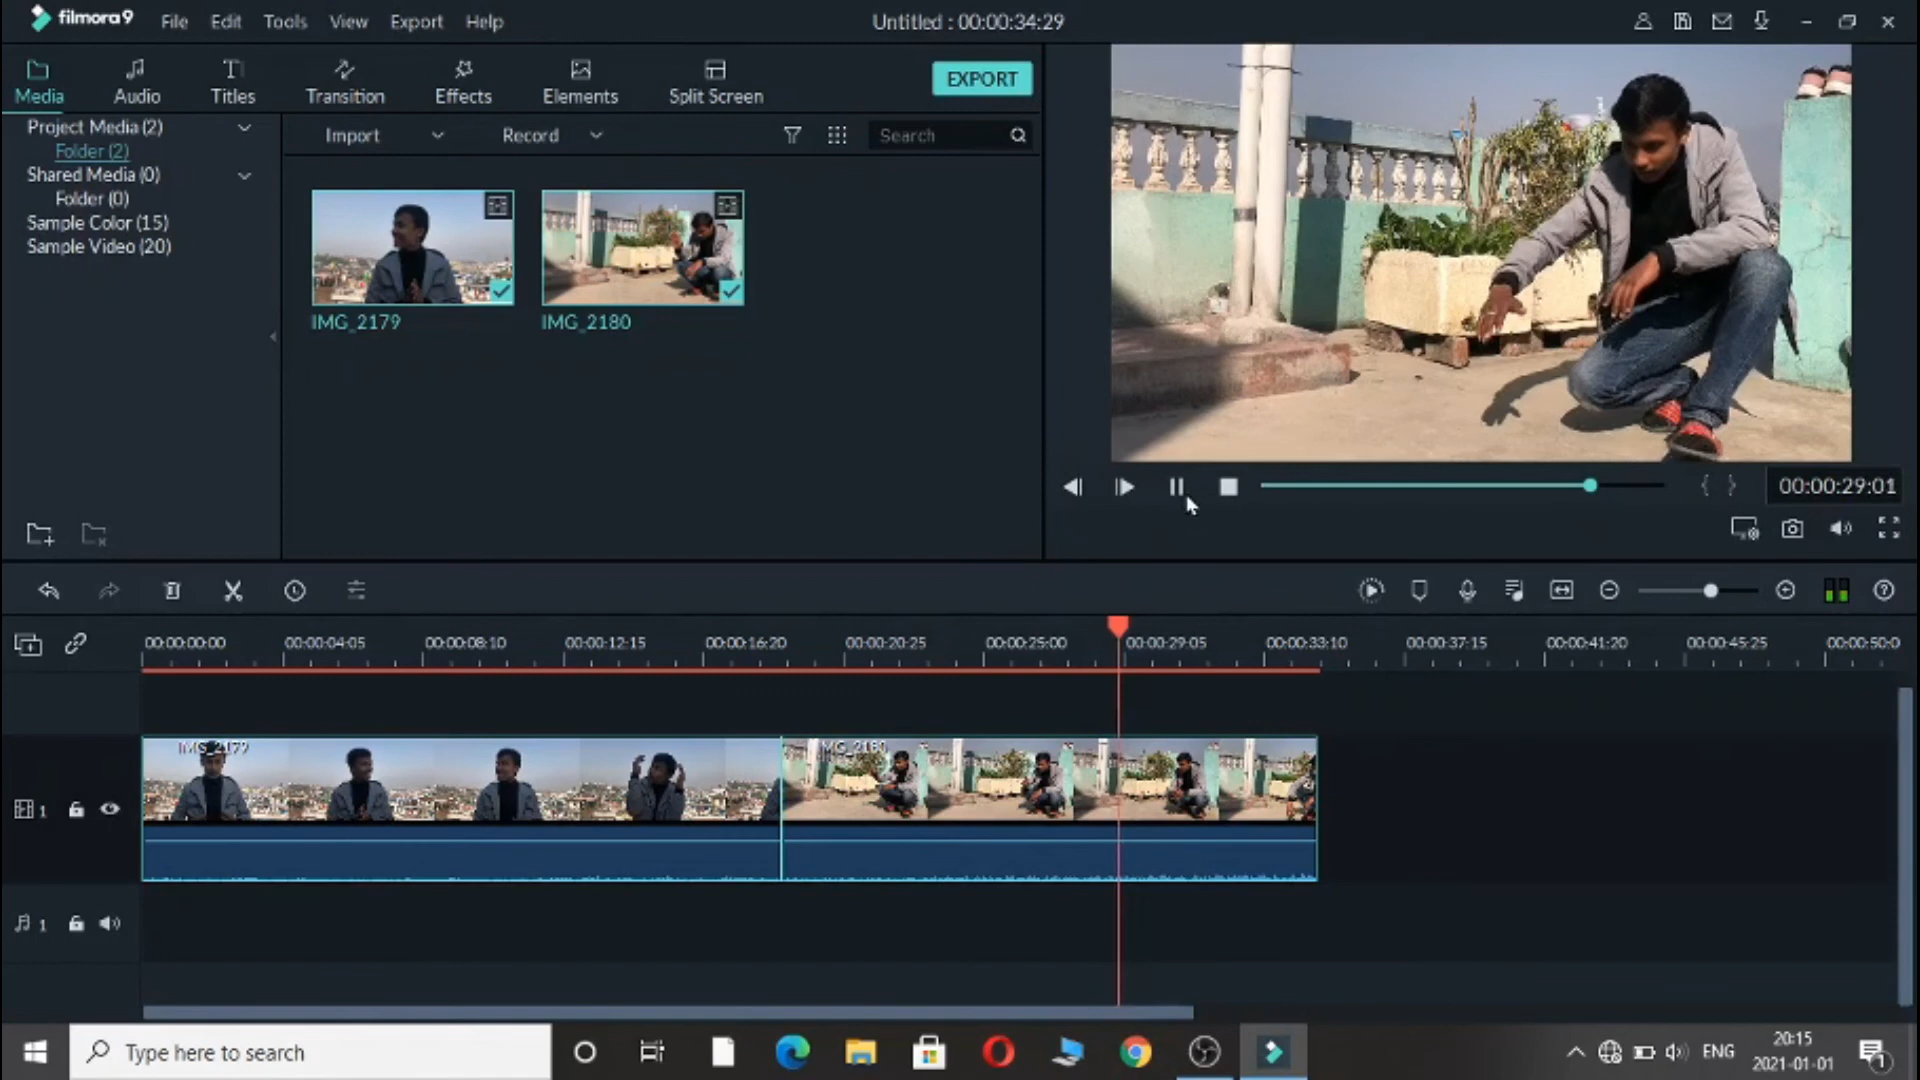 filmora9 File Edit Tools View Export Help Untitled : 00:00:34:29
Media Audio Titles Transition Effects Elements Split Screen EXPORT
Project Media (2)
Folder (2)
Shared Media (0)
Folder (0)
Sample Color (15)
Sample Video (20)
Import Record Search
IMG_2179 IMG_2180
00:00:29:01
00:00:00:00 00:00:04:05 00:00:08:10 00:00:12:15 00:00:16:20 00:00:20:25 00:00:25:00 00:00:29:05 00:00:33:10 00:00:37:15 00:00:41:20 00:00:45:25 00:00:50:0
IMG_2179 IMG_2180
1
1
Type here to search ENG 20:15
2021-01-01
1